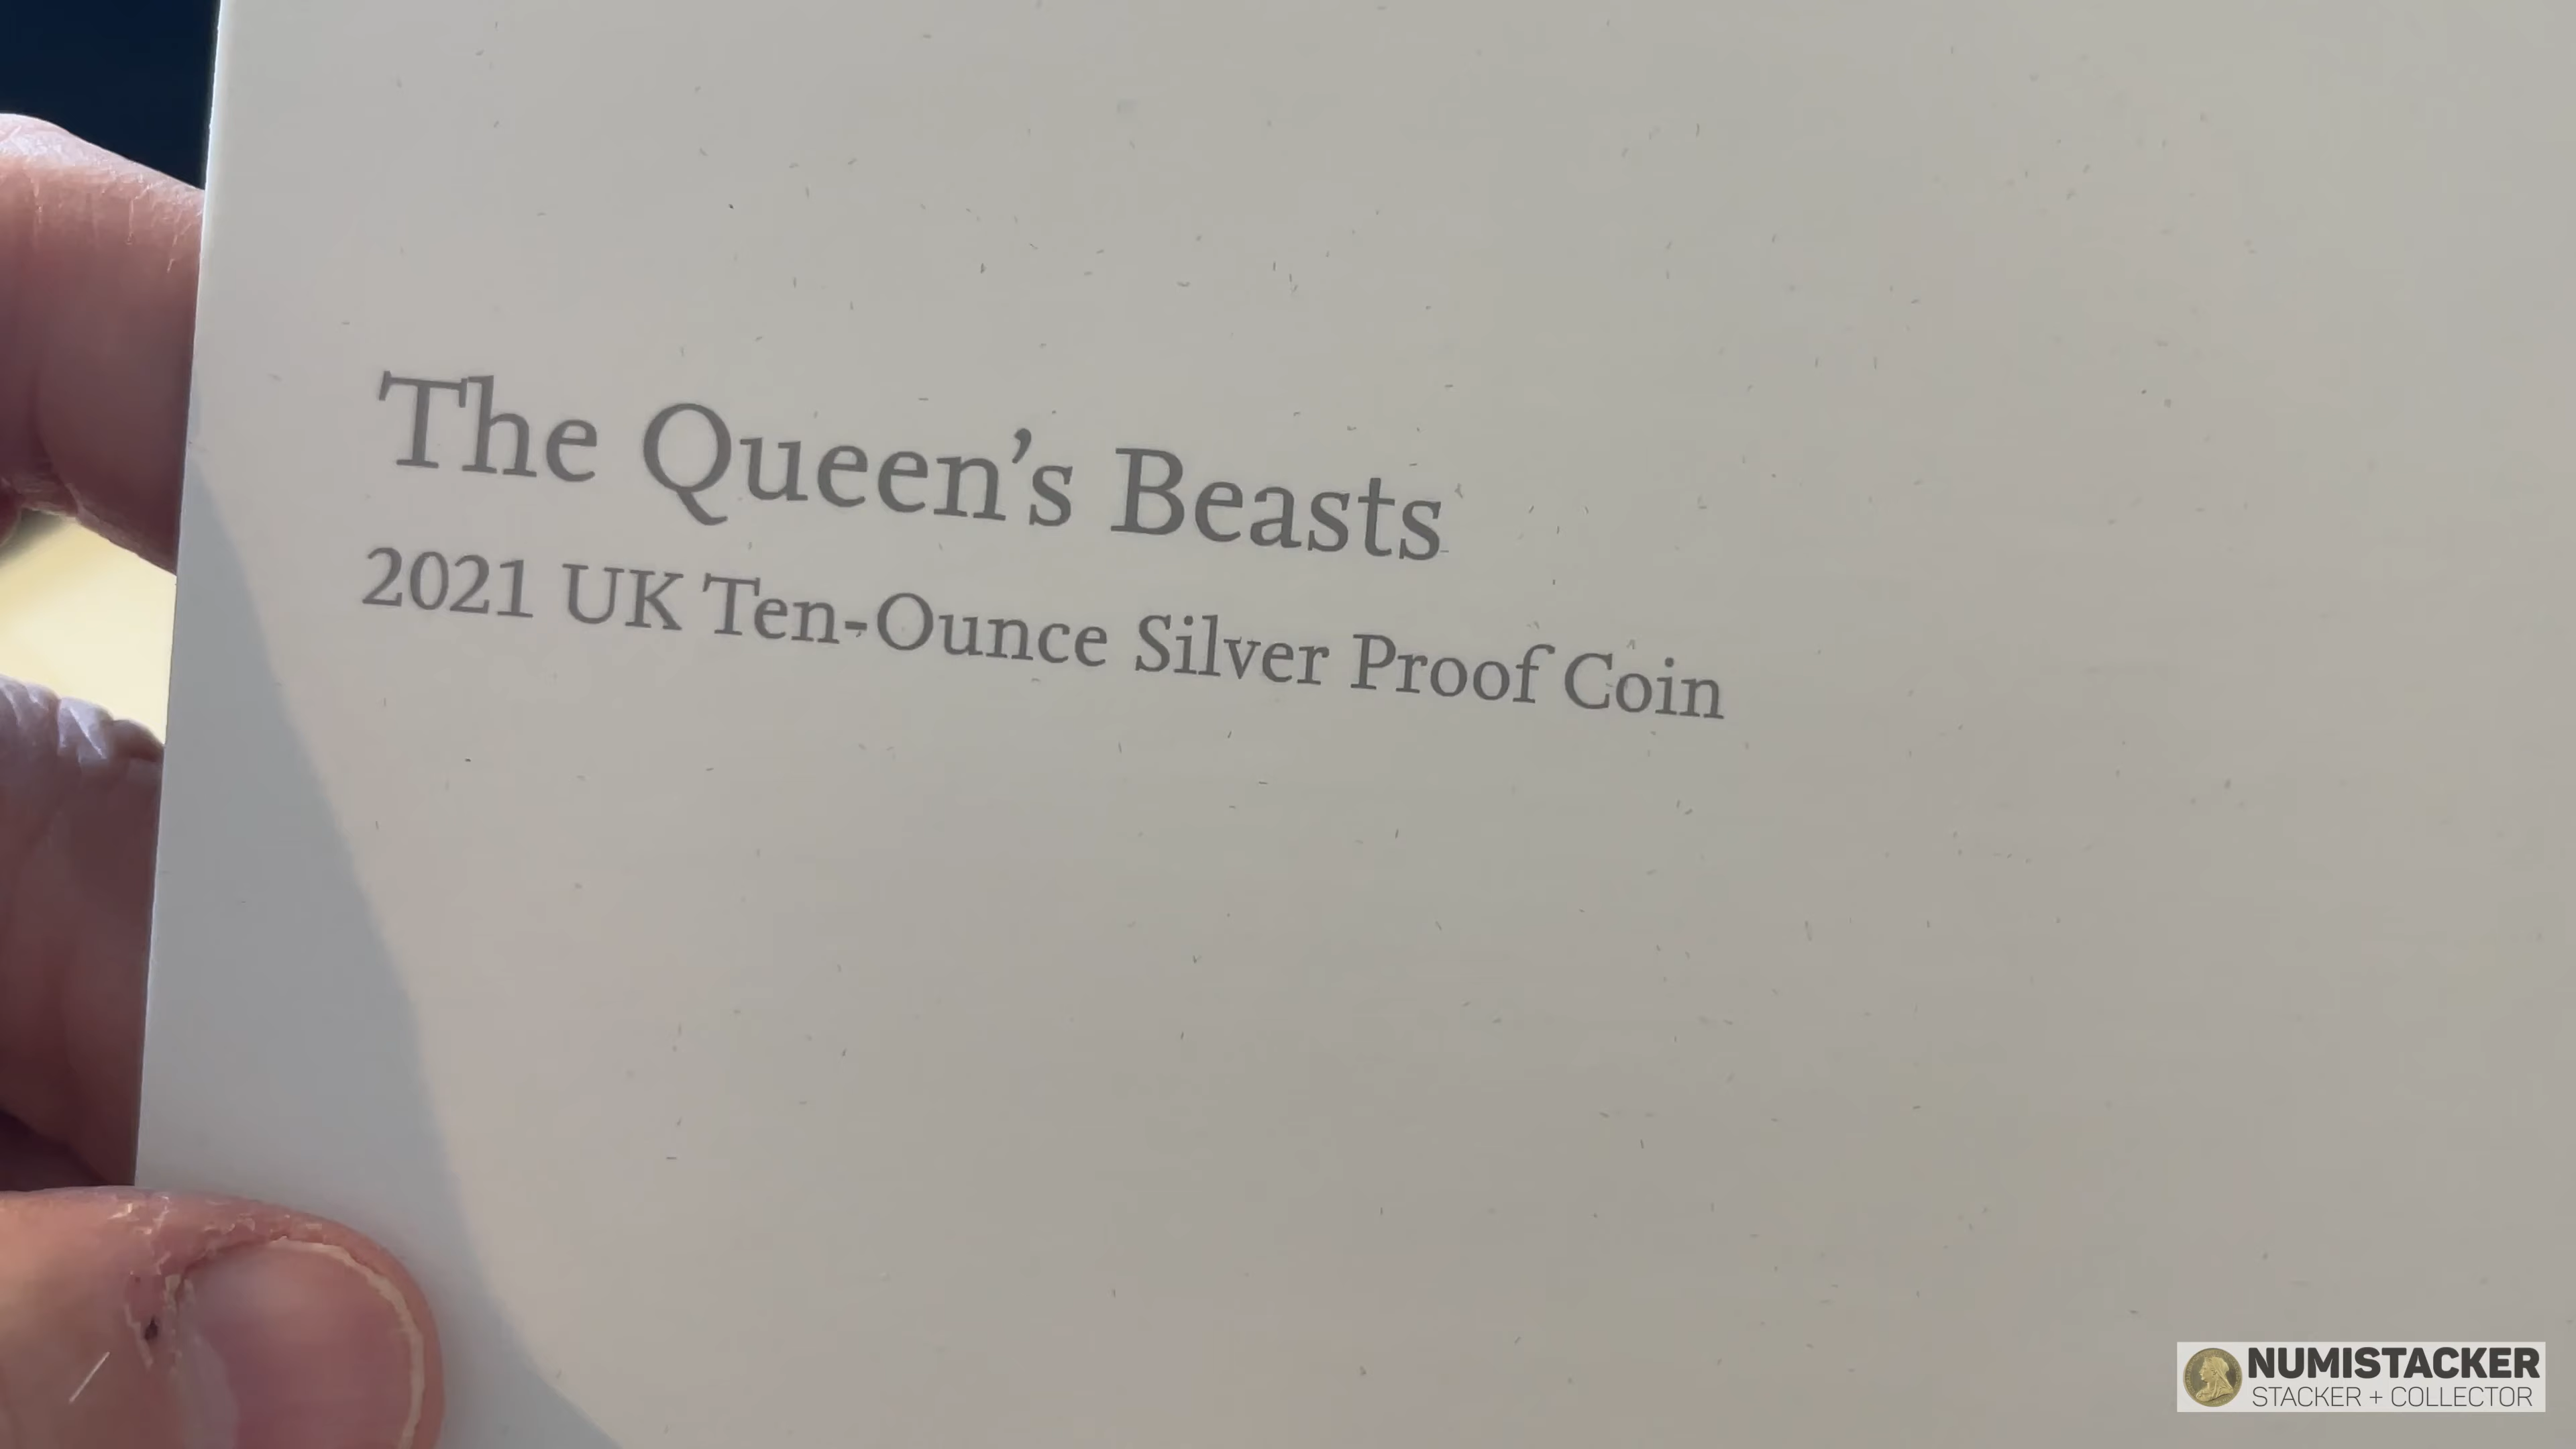 The Queen's Beasts
2021 UK Ten-Ounce Silver Proof Coin
NUMISTACKER
STACKER + COLLECTOR